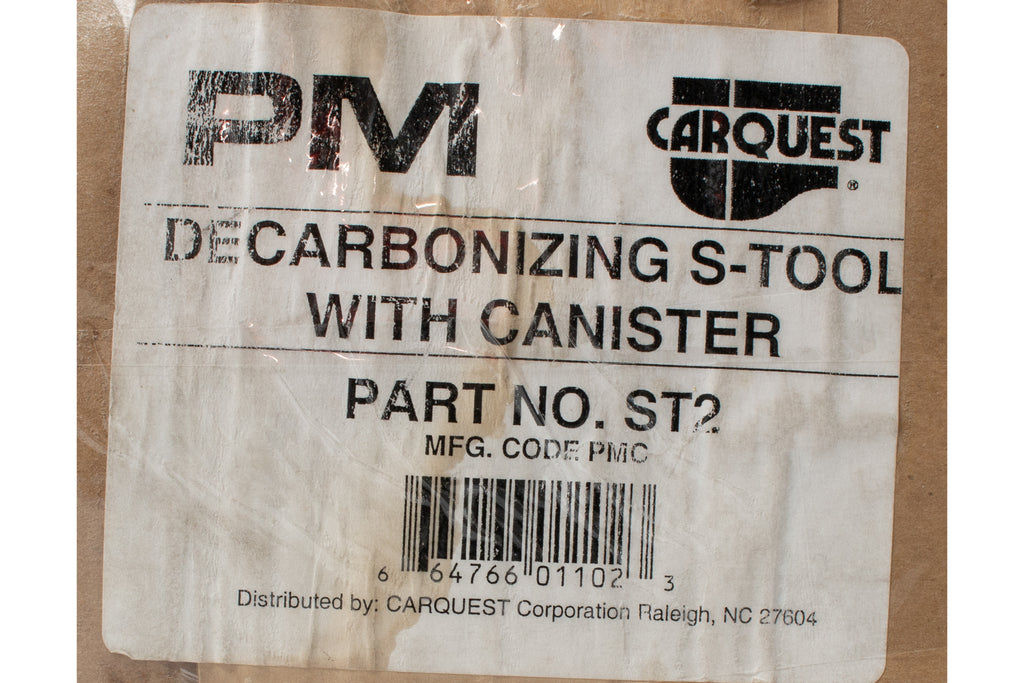 PM
CARQUEST®
DECARBONIZING S-TOOL
WITH CANISTER
PART NO. ST2
MFG. CODE PMC
6 64766 01102 3
Distributed by: CARQUEST Corporation Raleigh, NC 27604